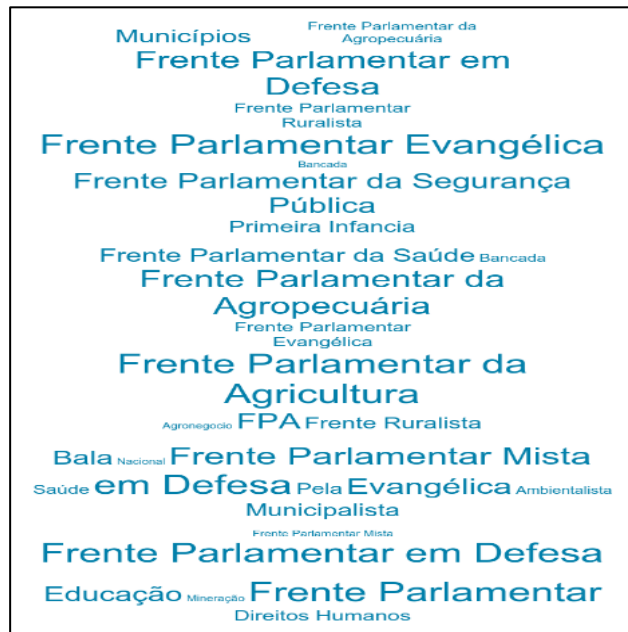 Municípios Frente Parlamentar da Agropecuária
Frente Parlamentar em
Defesa
Frente Parlamentar
Ruralista
Frente Parlamentar Evangélica
Bancada
Frente Parlamentar da Segurança
Pública
Primeira Infancia
Frente Parlamentar da Saúde Bancada
Frente Parlamentar da
Agropecuária
Frente Parlamentar
Evangélica
Frente Parlamentar da
Agricultura
Agronegocio FPA Frente Ruralista
Bala Nacional Frente Parlamentar Mista
Saúde em Defesa Pela Evangélica Ambientalista
Municipalista
Frente Parlamentar Mista
Frente Parlamentar em Defesa
Educação Mineração Frente Parlamentar
Direitos Humanos